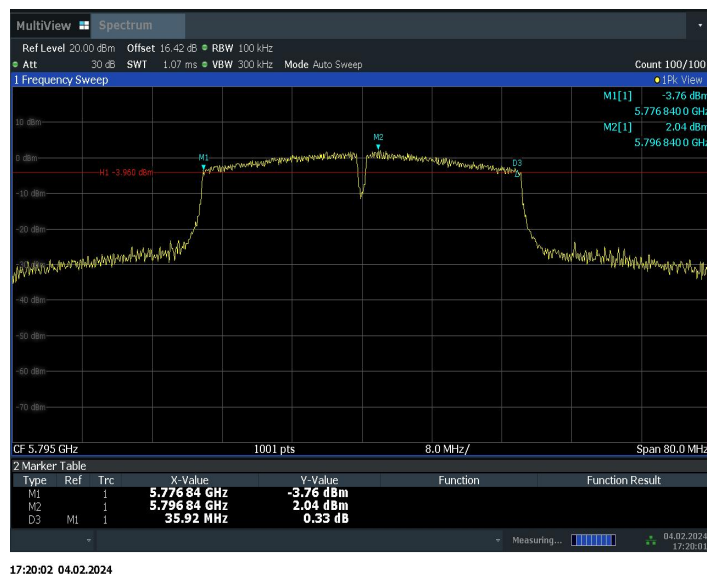 MultiView Spectrum
Ref Level 20.00 dBm Offset 16.42 dB RBW 100 kHz
Att 30 dB SWT 1.07 ms VBW 300 kHz Mode Auto Sweep Count 100/100
1 Frequency Sweep 1Pk View
M1[1] -3.76 dBm
5.776 840 0 GHz
M2[1] 2.04 dBm
5.796 840 0 GHz
10 dBm
M2
0 dBm
M1
D3
H1 -3.960 dBm
-10 dBm
-20 dBm
-30 dBm
-40 dBm
-50 dBm
-60 dBm
-70 dBm
CF 5.795 GHz 1001 pts 8.0 MHz/ Span 80.0 MHz
2 Marker Table
Type Ref Trc X-Value Y-Value Function Function Result
M1 1 5.776 84 GHz -3.76 dBm
M2 1 5.796 84 GHz 2.04 dBm
D3 M1 1 35.92 MHz 0.33 dB
Measuring... 04.02.2024
17:20:01
17:20:02 04.02.2024